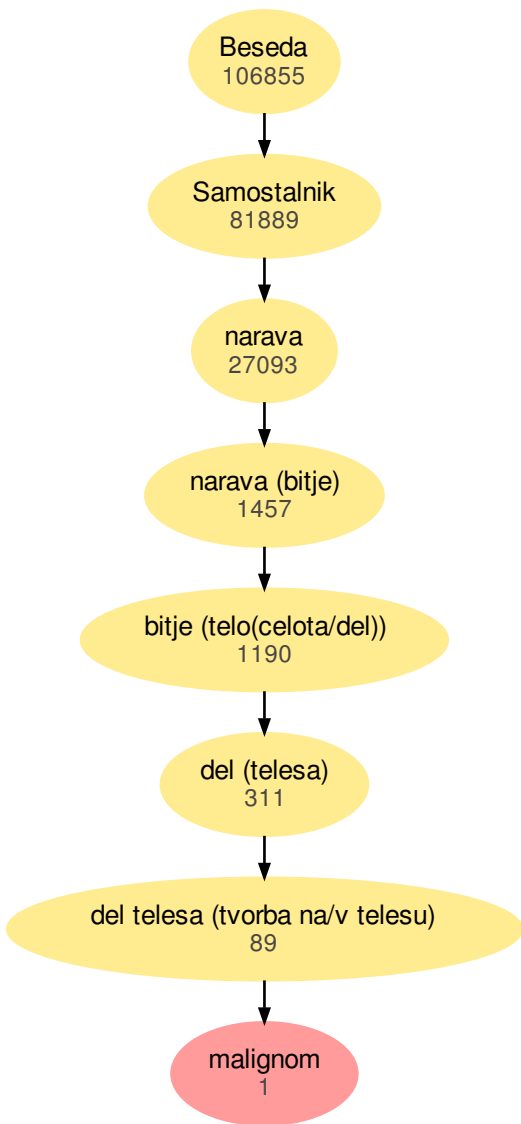 Beseda
106855
Samostalnik
81889
narava
27093
narava (bitje)
1457
bitje (telo(celota/del))
1190
del (telesa)
311
del telesa (tvorba na/v telesu)
89
malignom
1